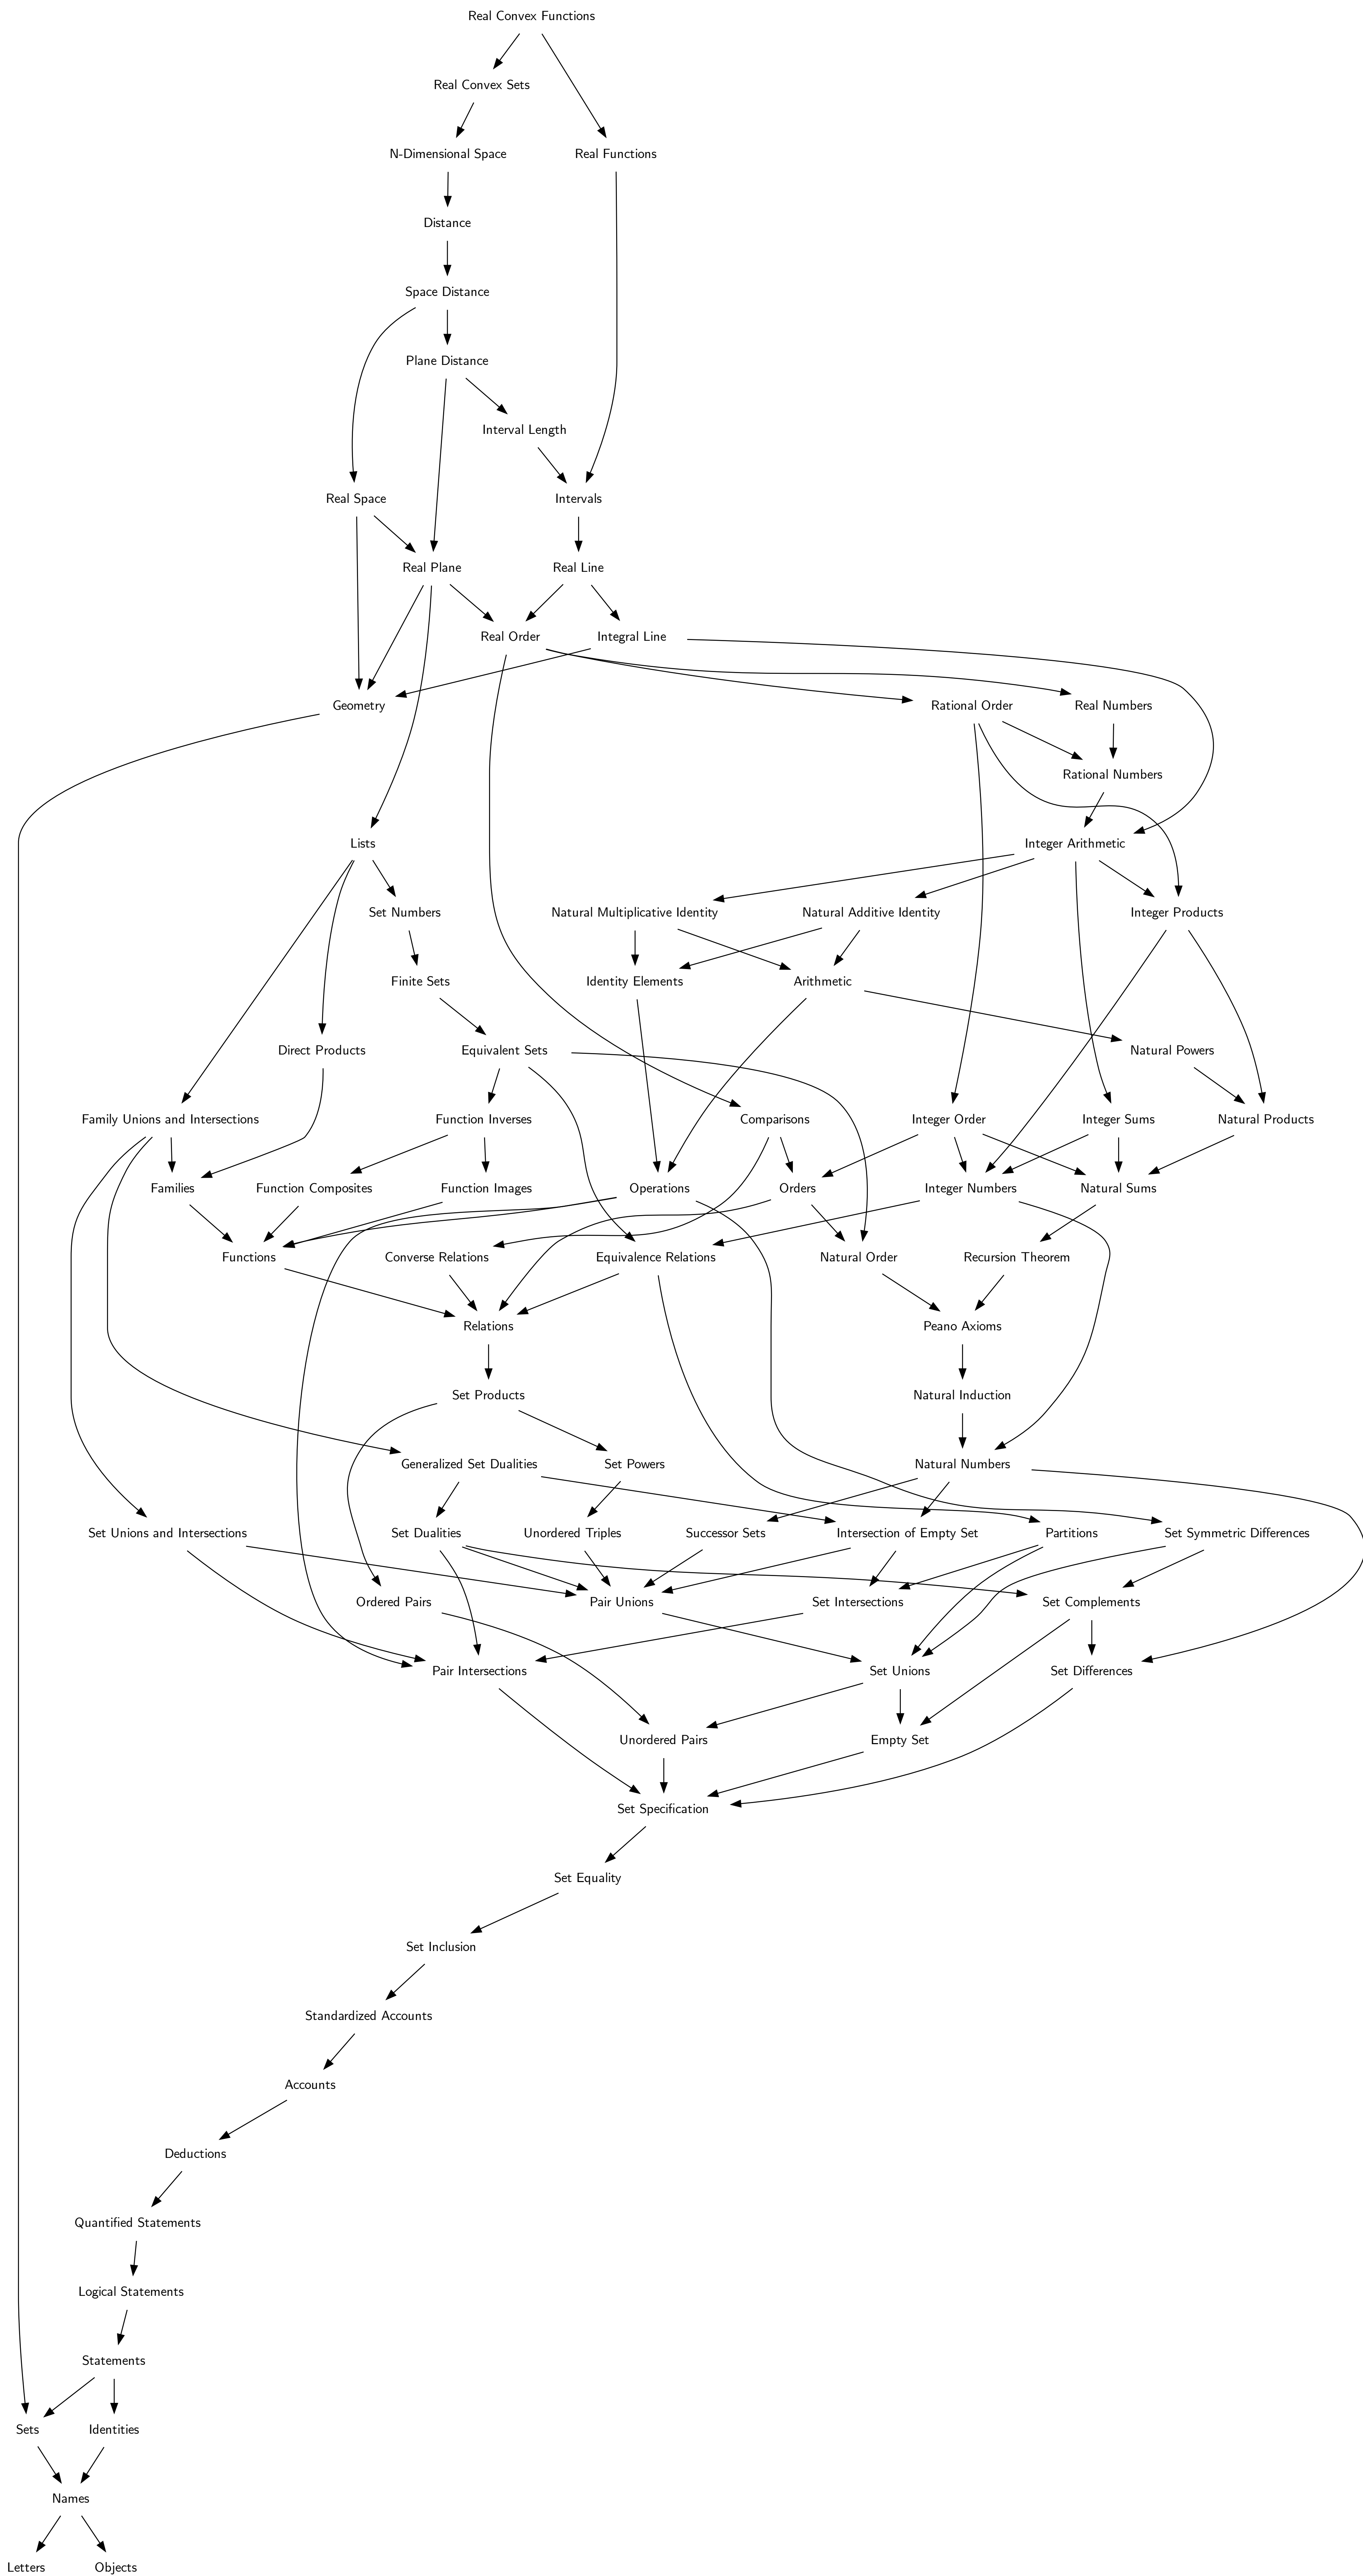 Real Convex Functions
Real Convex Sets
N-Dimensional Space
Real Functions
Distance
Space Distance
Plane Distance
Interval Length
Real Space
Intervals
Real Plane
Real Line
Real Order
Integral Line
Geometry
Rational Order
Real Numbers
Rational Numbers
Lists
Integer Arithmetic
Set Numbers
Natural Multiplicative Identity
Natural Additive Identity
Integer Products
Finite Sets
Identity Elements
Arithmetic
Direct Products
Equivalent Sets
Natural Powers
Family Unions and Intersections
Function Inverses
Comparisons
Integer Order
Integer Sums
Natural Products
Families
Function Composites
Function Images
Operations
Orders
Integer Numbers
Natural Sums
Functions
Converse Relations
Equivalence Relations
Natural Order
Recursion Theorem
Relations
Peano Axioms
Set Products
Natural Induction
Generalized Set Dualities
Set Powers
Natural Numbers
Set Unions and Intersections
Set Dualities
Unordered Triples
Successor Sets
Intersection of Empty Set
Partitions
Set Symmetric Differences
Ordered Pairs
Pair Unions
Set Intersections
Set Complements
Pair Intersections
Set Unions
Set Differences
Unordered Pairs
Empty Set
Set Specification
Set Equality
Set Inclusion
Standardized Accounts
Accounts
Deductions
Quantified Statements
Logical Statements
Statements
Sets
Identities
Names
Letters
Objects